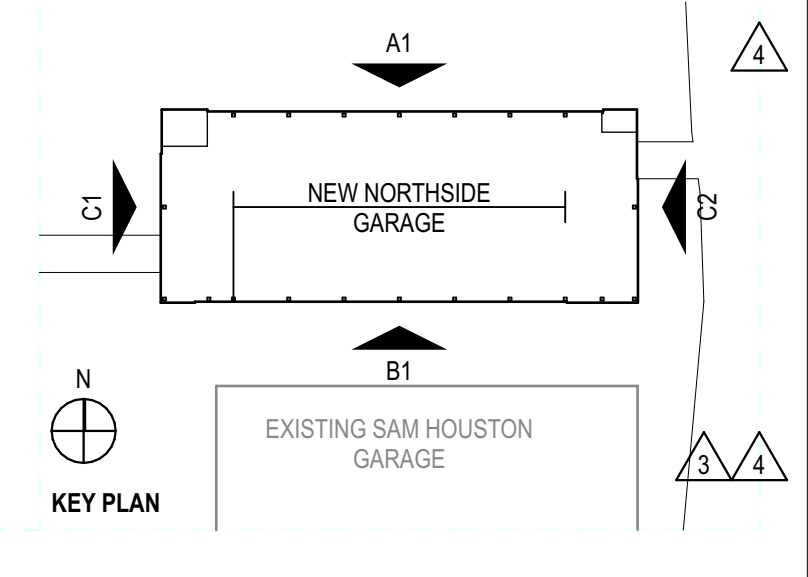 A1
4
C1
NEW NORTHSIDE
GARAGE
C2
B1
N
EXISTING SAM HOUSTON
GARAGE
3
4
KEY PLAN